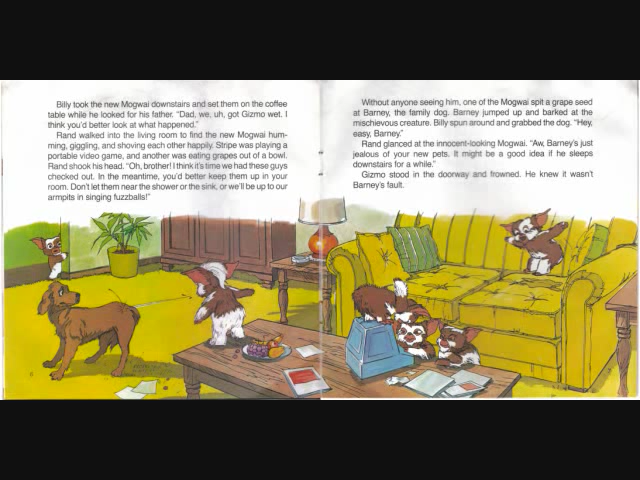 Billy took the new Mogwai downstairs and set them on the coffee
table while he looked for his father. "Dad, we, uh, got Gizmo wet. I
think you'd better look at what happened."
Rand walked into the living room to find the new Mogwai hum-
ming, giggling, and shoving each other happily. Stripe was playing a
portable video game, and another was eating grapes out of a bowl.
Rand shook his head. "Oh, brother! I think it's time we had these guys
checked out. In the meantime, you'd better keep them up in your
room. Don't let them near the shower or the sink, or we'll be up to our
armpits in singing fuzzballs!"
6
Without anyone seeing him, one of the Mogwai spit a grape seed
at Barney, the family dog. Barney jumped up and barked at the
mischievous creature. Billy spun around and grabbed the dog. "Hey,
easy, Barney."
Rand glanced at the innocent-looking Mogwai. "Aw, Barney's just
jealous of your new pets. It might be a good idea if he sleeps
downstairs for a while."
Gizmo stood in the doorway and frowned. He knew it wasn't
Barney's fault.